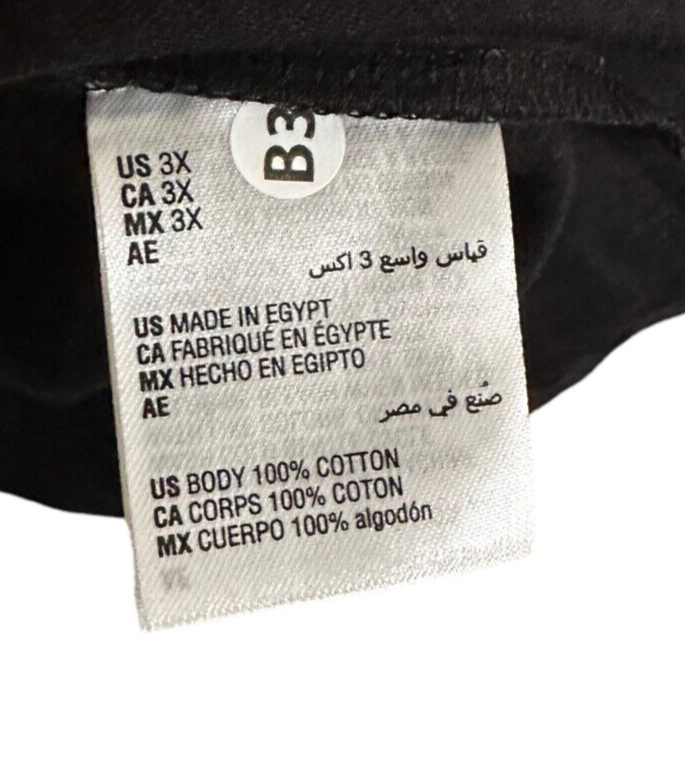 B3
US 3X
CA 3X
MX 3X
AE قياس واسع 3 اكس
US MADE IN EGYPT
CA FABRIQUÉ EN ÉGYPTE
MX HECHO EN EGIPTO
AE صُنع في مصر
US BODY 100% COTTON
CA CORPS 100% COTON
MX CUERPO 100% algodón